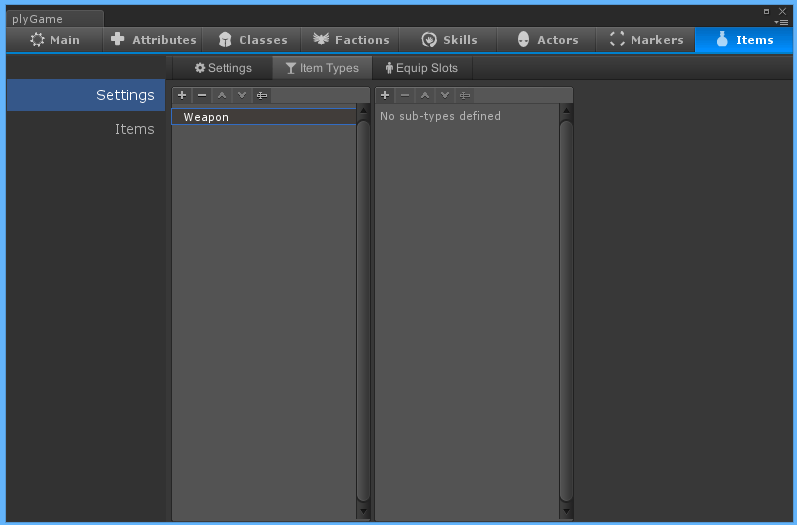 plyGame
Main Attributes Classes Factions Skills Actors Markers Items
Settings Item Types Equip Slots
Settings
Items
Weapon
No sub-types defined